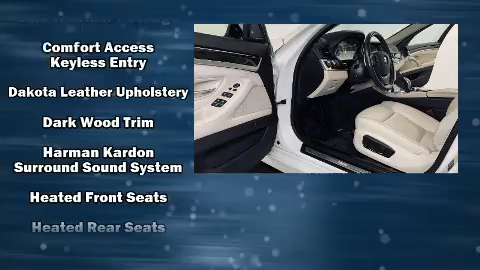 Comfort Access
Keyless Entry
Dakota Leather Upholstery
Dark Wood Trim
Harman Kardon
Surround Sound System
Heated Front Seats
Heated Rear Seats